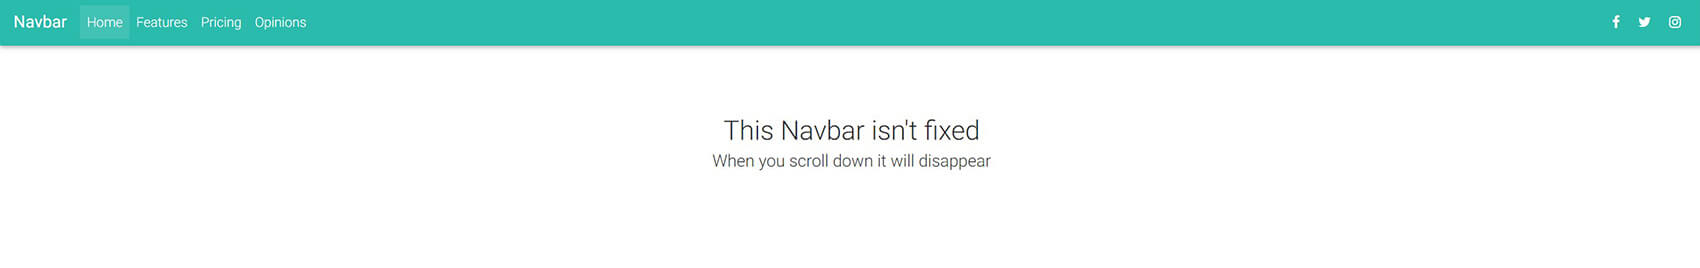 Navbar Home Features Pricing Opinions
This Navbar isn't fixed
When you scroll down it will disappear